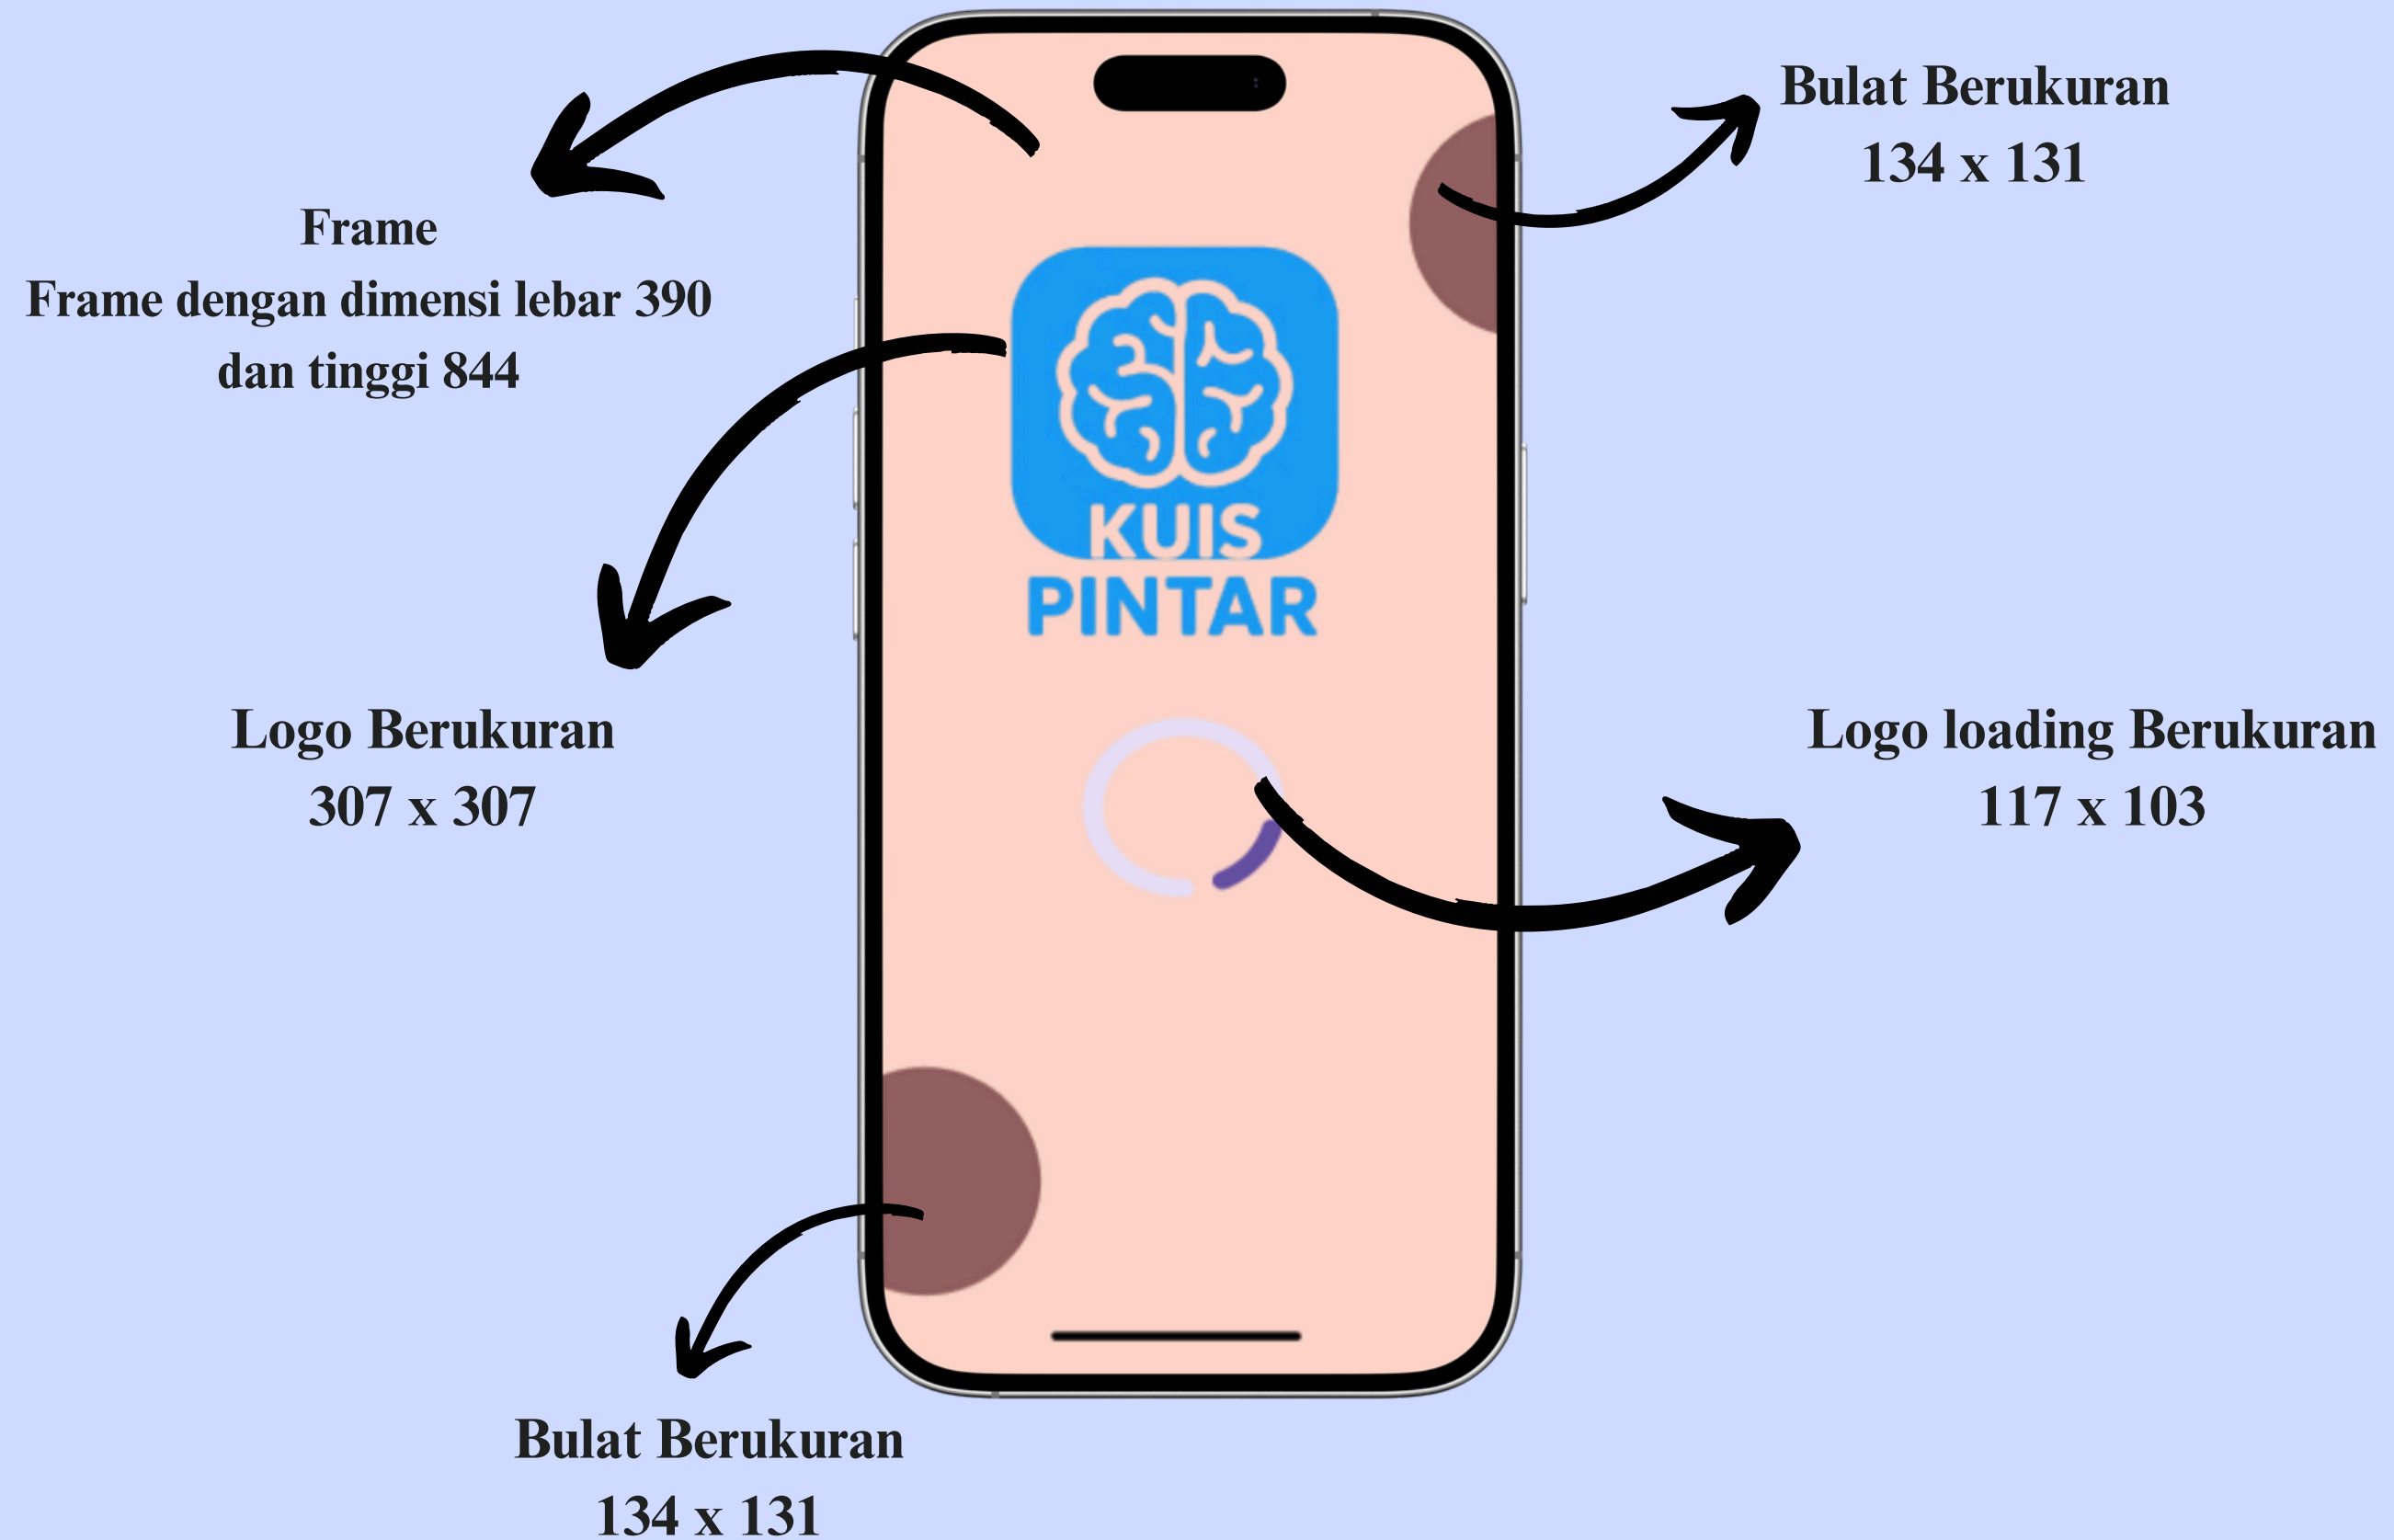 Bulat Berukuran
134 x 131
Frame
Frame dengan dimensi lebar 390
dan tinggi 844
KUIS
PINTAR
Logo Berukuran
307 x 307
Logo loading Berukuran
117 x 103
Bulat Berukuran
134 x 131